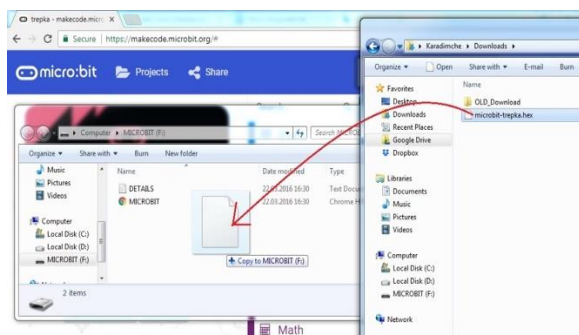 trepka - makecode.micr
Secure | https://makecode.microbit.org/#
micro:bit Projects Share
Computer ▸ MICROBIT (F:)
Organize Share with Burn New folder
Music
Pictures
Videos
Computer
Local Disk (C:)
Local Disk (D:)
MICROBIT (F:)
Name Date modified
DETAILS 22.03.2016 16:30 Text Docu
MICROBIT 22.03.2016 16:30 Chrome H
Copy to MICROBIT (F:)
2 items
Math
Karadimche ▸ Downloads ▸
Organize Open Share with E-mail Burn
Favorites
Desktop
Downloads
Recent Places
Google Drive
Dropbox
Libraries
Documents
Music
Pictures
Videos
Computer
Local Disk (C:)
Local Disk (D:)
MICROBIT (F:)
Network
Name
OLD_Download
microbit-trepka.hex